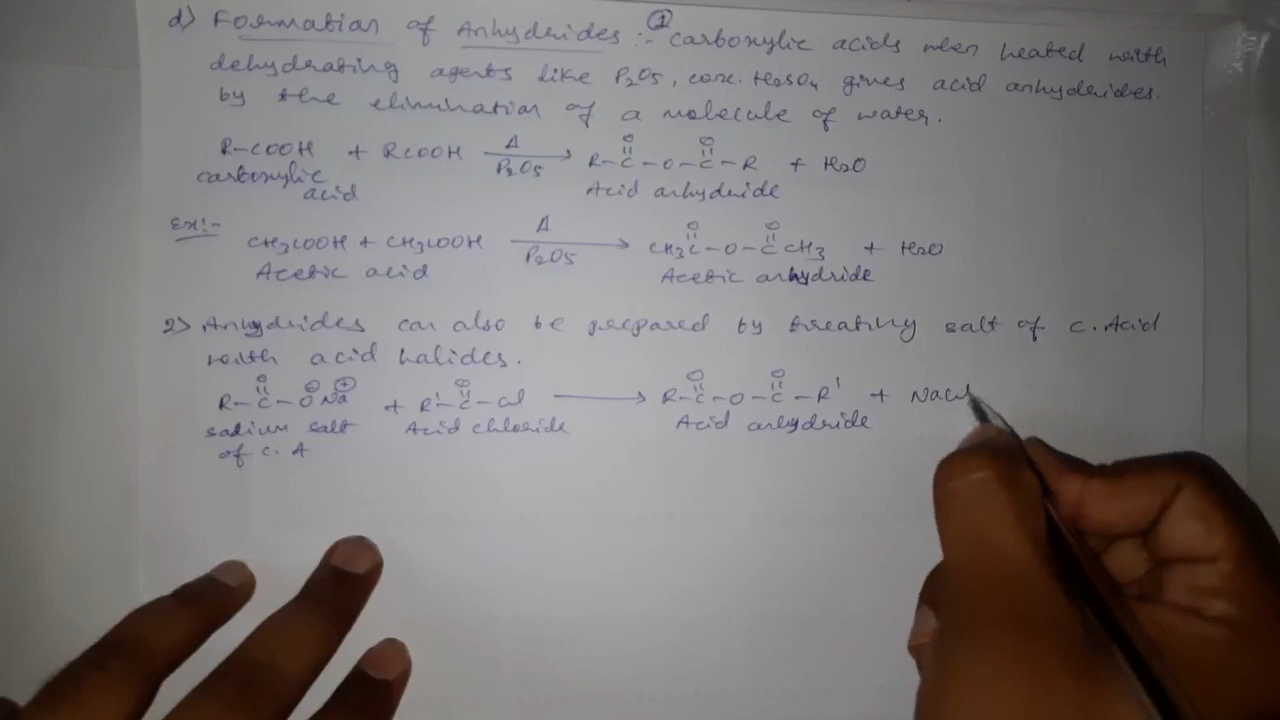 d) Formation of Anhydrides :- ① carboxylic acids when heated with
dehydrating agents like P2O5, conc. H2SO4 gives acid anhydrides.
by the elimination of a molecule of water.
R-COOH + RCOOH Δ P2O5 → R-C(=O)-O-C(=O)-R + H2O
carboxylic acid Acid anhydride
Ex:- CH3COOH + CH3COOH Δ P2O5 → CH3C(=O)-O-C(=O)CH3 + H2O
Acetic acid Acetic anhydride
2) Anhydrides can also be prepared by treating salt of C. Acid
with acid halides.
R-C(=O)-O⊖Na⊕ + R'-C(=O)-Cl → R-C(=O)-O-C(=O)-R' + NaCl
sodium salt Acid chloride Acid anhydride
of C. A